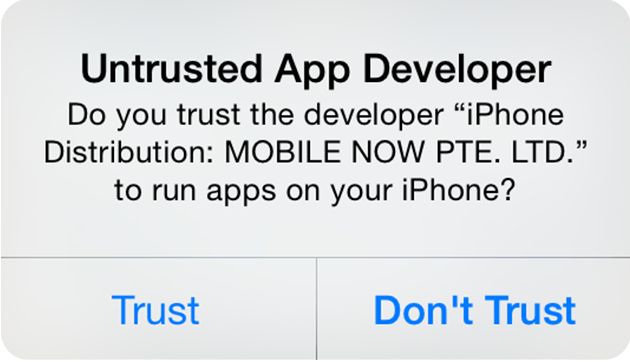 Untrusted App Developer
Do you trust the developer “iPhone
Distribution: MOBILE NOW PTE. LTD.”
to run apps on your iPhone?
Trust
Don't Trust